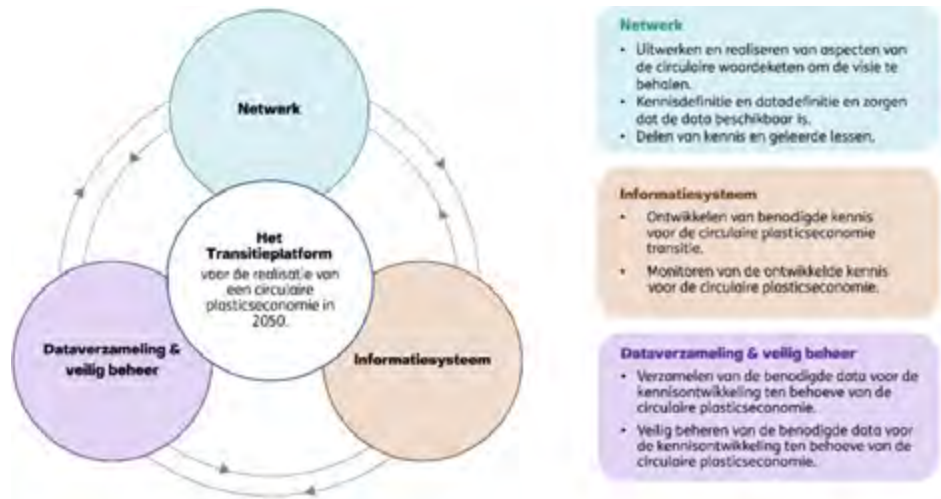 Netwerk
Het
Transitieplatform
voor de realisatie van
een circulaire
plasticseconomie in
2050.
Dataverzameling &
veilig beheer
Informatiesysteem
Netwerk
• Uitwerken en realiseren van aspecten van
de circulaire waardeketen om de visie te
behalen.
• Kennisdefinitie en datadefinitie en zorgen
dat de data beschikbaar is.
• Delen van kennis en geleerde lessen.
Informatiesysteem
• Ontwikkelen van benodigde kennis
voor de circulaire plasticseconomie
transitie.
• Monitoren van de ontwikkelde kennis
voor de circulaire plasticseconomie.
Dataverzameling & veilig beheer
• Verzamelen van de benodigde data voor de
kennisontwikkeling ten behoeve van de
circulaire plasticseconomie.
• Veilig beheren van de benodigde data voor
de kennisontwikkeling ten behoeve van de
circulaire plasticseconomie.